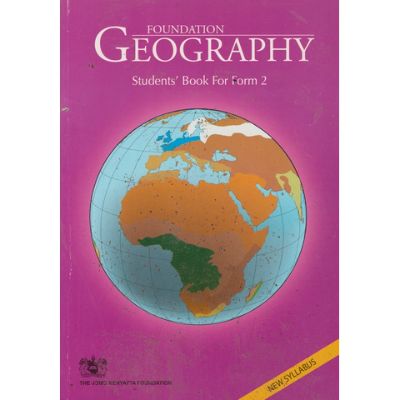 FOUNDATION
GEOGRAPHY
Students' Book For Form 2
NEW SYLLABUS
THE JOMO KENYATTA FOUNDATION